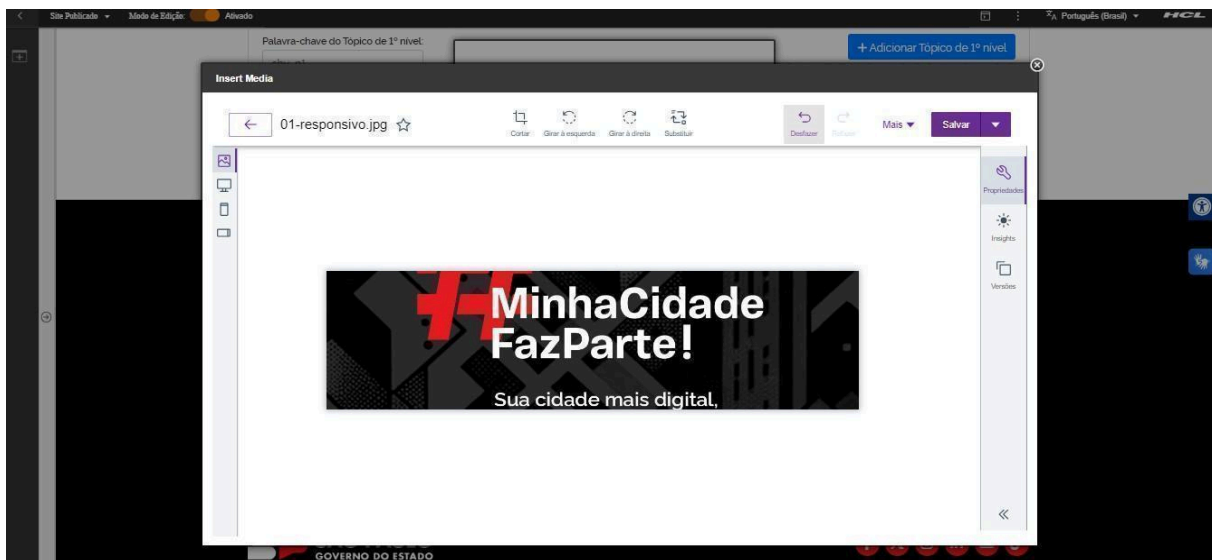 Site Publicado
Modo de Edição:
Ativado
Português (Brasil)
HCL
Palavra-chave do Tópico de 1º nível:
+ Adicionar Tópico de 1º nível
Insert Media
01-responsivo.jpg
Cortar
Girar à esquerda
Girar à direita
Substituir
Desfazer
Mais
Salvar
Propriedades
Insights
Versões
#MinhaCidade
FazParte!
Sua cidade mais digital,
GOVERNO DO ESTADO